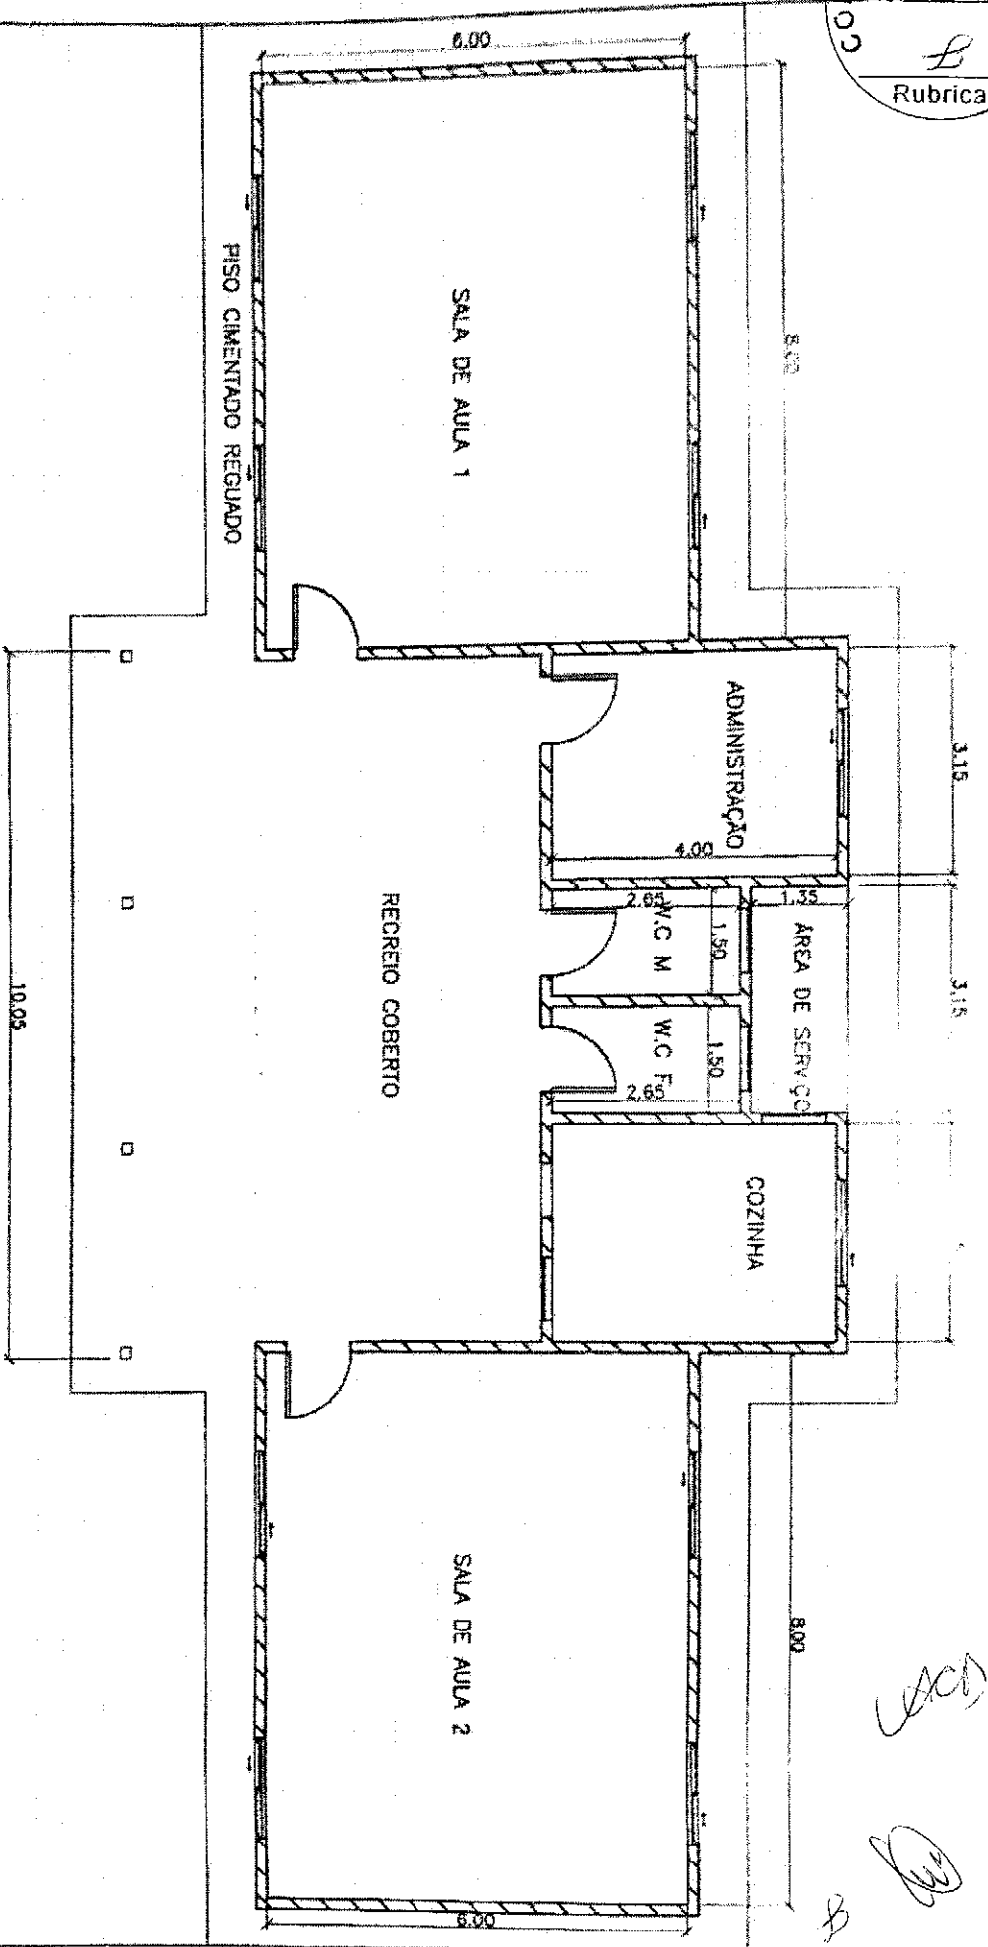 Rubrica
6.00
8.00
SALA DE AULA 1
PISO CIMENTADO REGUADO
3.15
ADMINISTRAÇÃO
4.00
2.65
W.C M
1.50
1.35
ÁREA DE SERVIÇO
3.15
W.C F
1.50
2.65
RECREIO COBERTO
10.05
COZINHA
8.00
SALA DE AULA 2
6.00